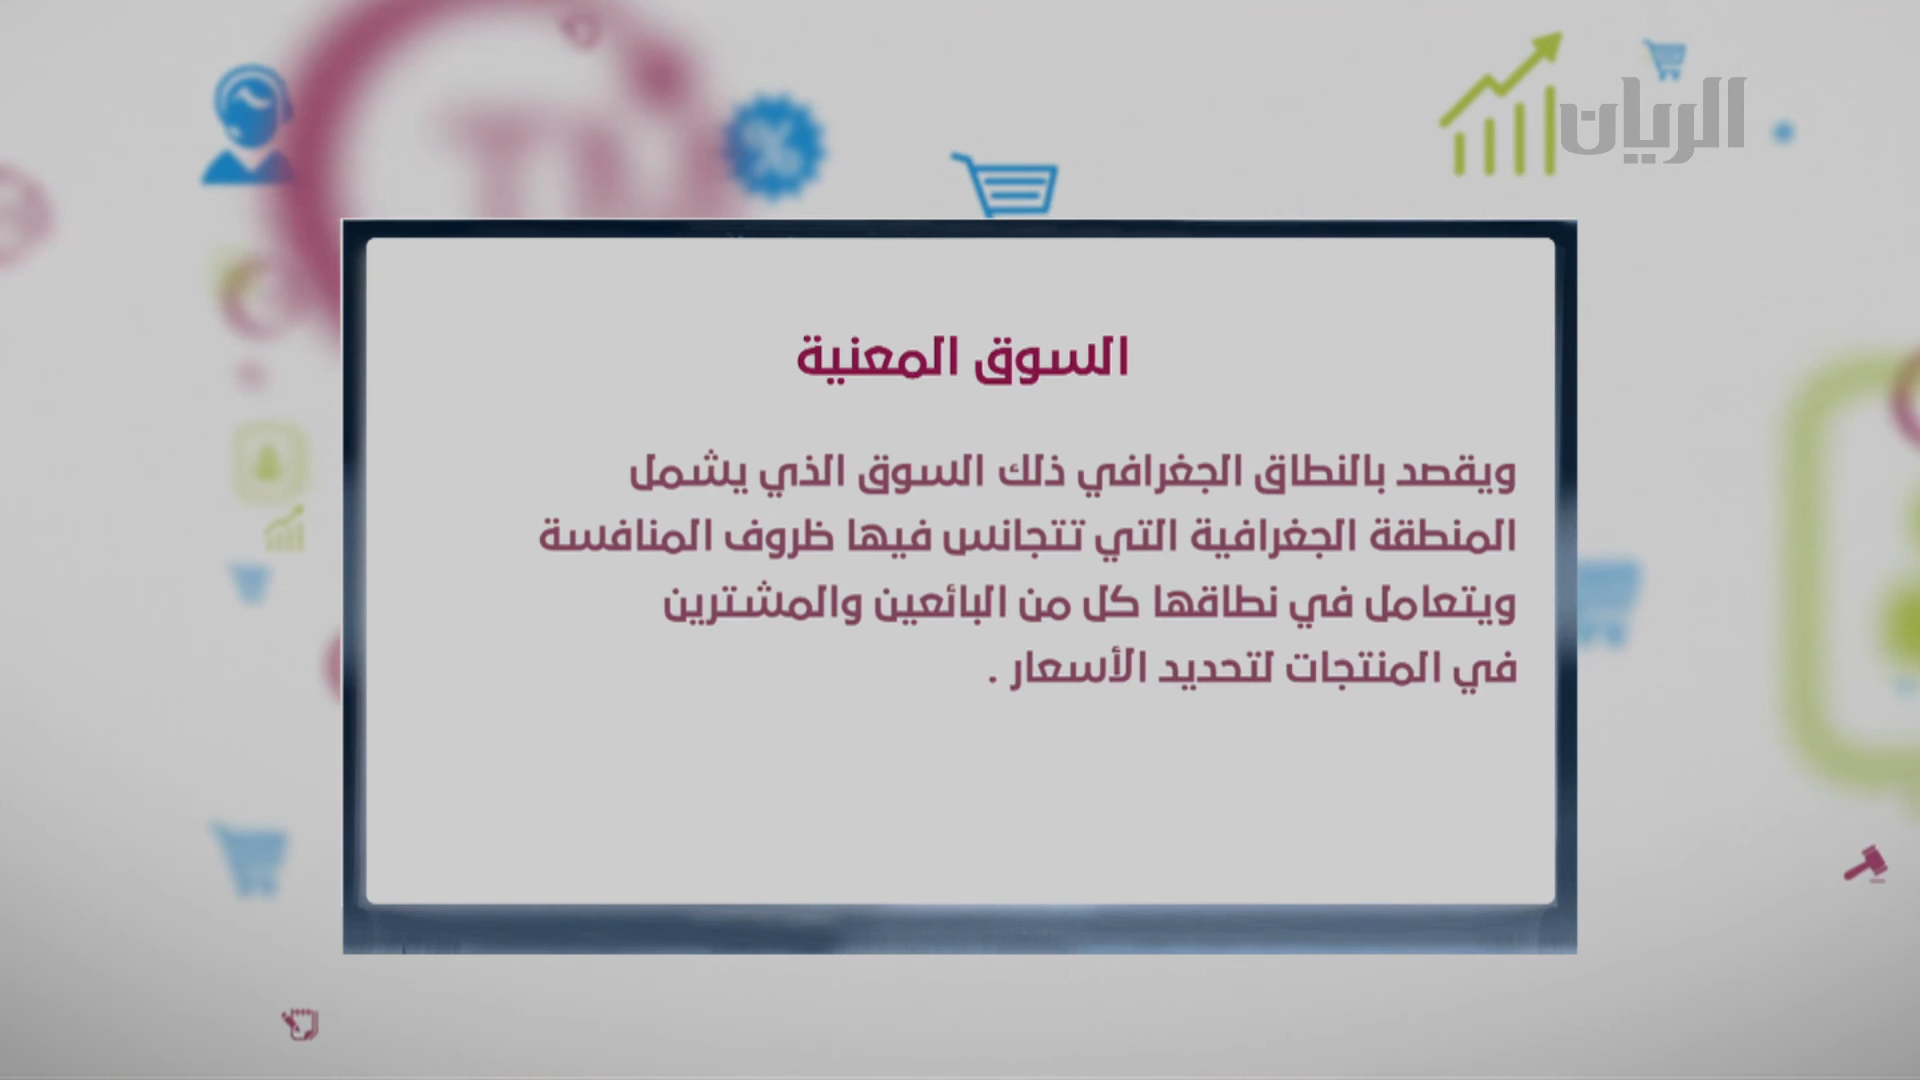 الريان
TM
%
السوق المعنية
ويقصد بالنطاق الجغرافي ذلك السوق الذي يشمل
المنطقة الجغرافية التي تتجانس فيها ظروف المنافسة
ويتعامل في نطاقها كل من البائعين والمشترين
في المنتجات لتحديد الأسعار .